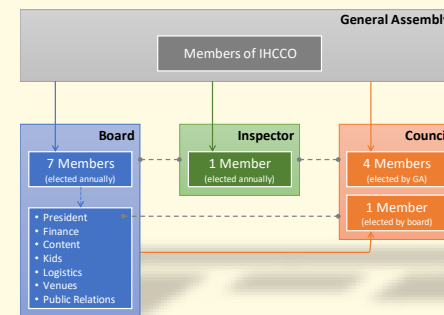 General Assembly
Members of IHCCO
Board
Inspector
Counci
7 Members
(elected annually)
1 Member
(elected annually)
4 Members
(elected by GA)
1 Member
(elected by board)
• President
• Finance
• Content
• Kids
• Logistics
• Venues
• Public Relations